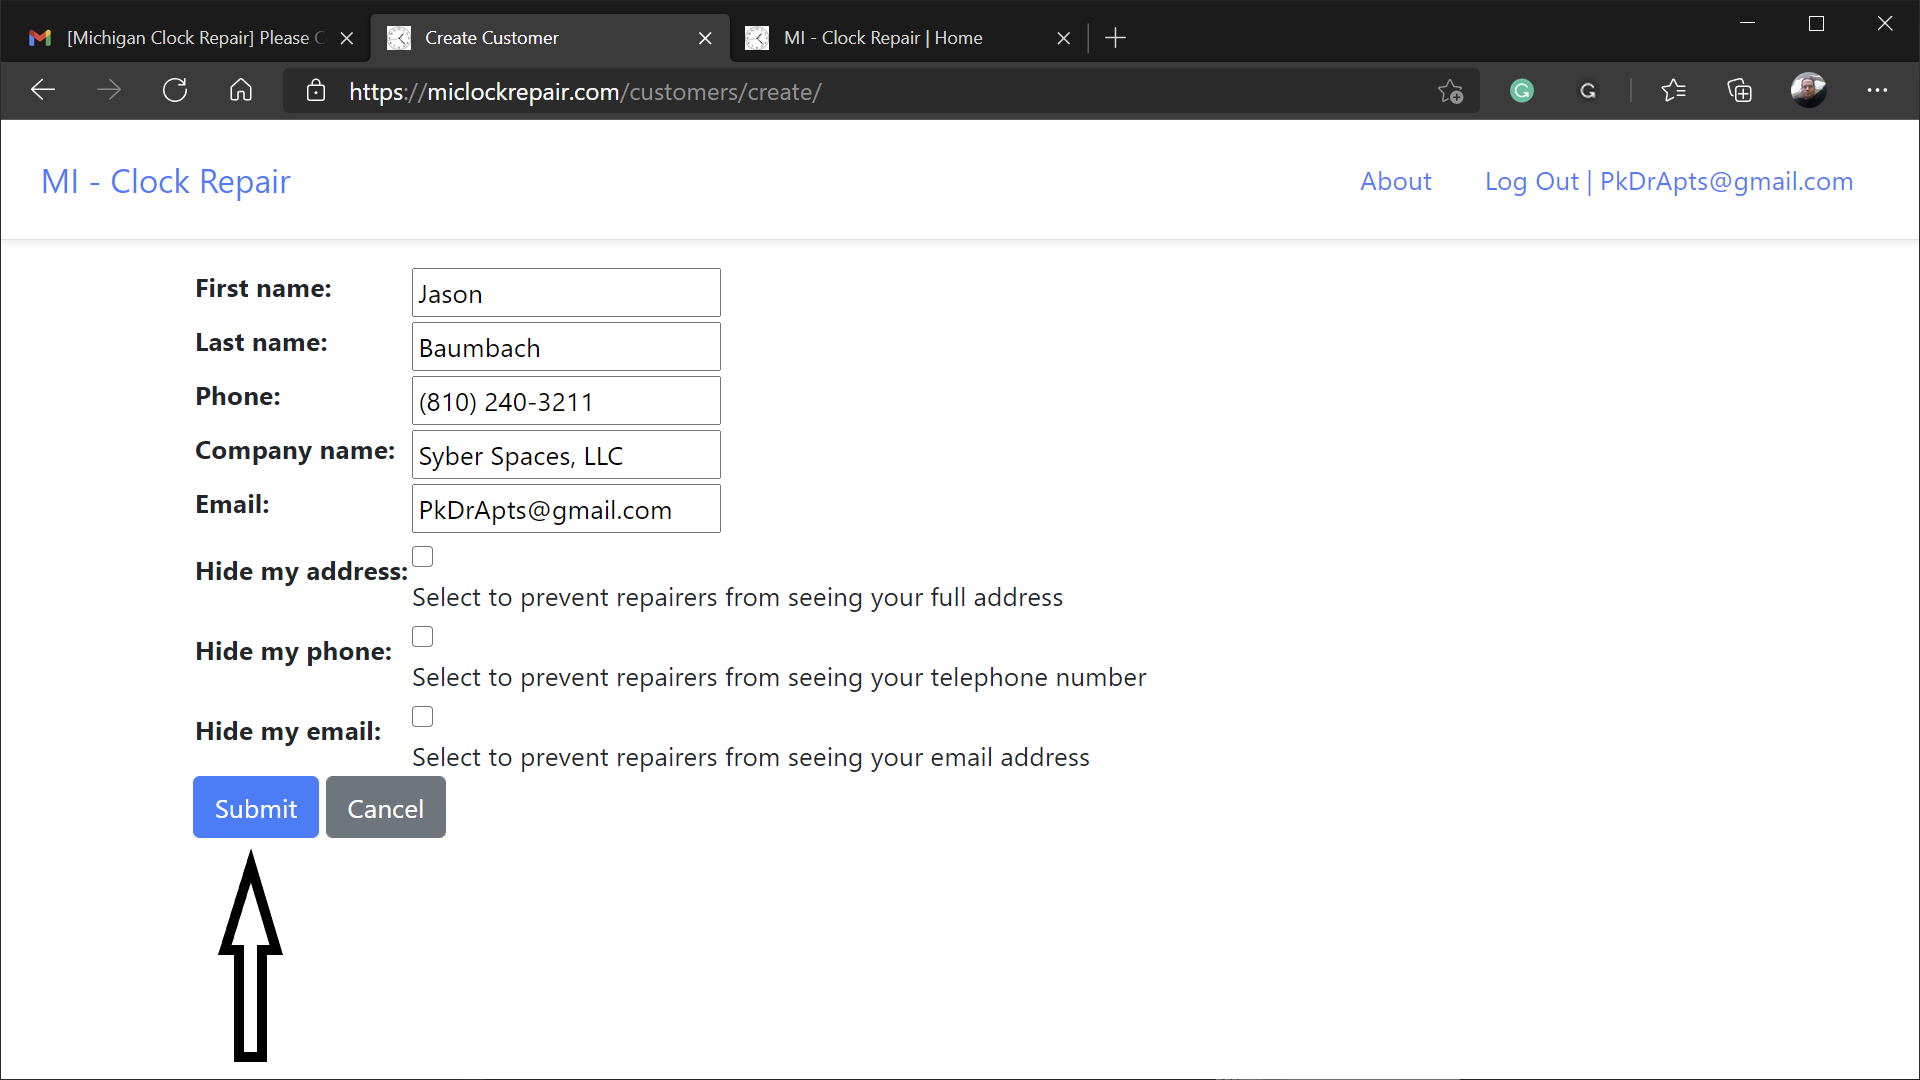 [Michigan Clock Repair] Please C
Create Customer
MI - Clock Repair | Home
https://miclockrepair.com/customers/create/
MI - Clock Repair
About
Log Out | PkDrApts@gmail.com
First name: Jason
Last name: Baumbach
Phone: (810) 240-3211
Company name: Syber Spaces, LLC
Email: PkDrApts@gmail.com
Hide my address:
Select to prevent repairers from seeing your full address
Hide my phone:
Select to prevent repairers from seeing your telephone number
Hide my email:
Select to prevent repairers from seeing your email address
Submit Cancel